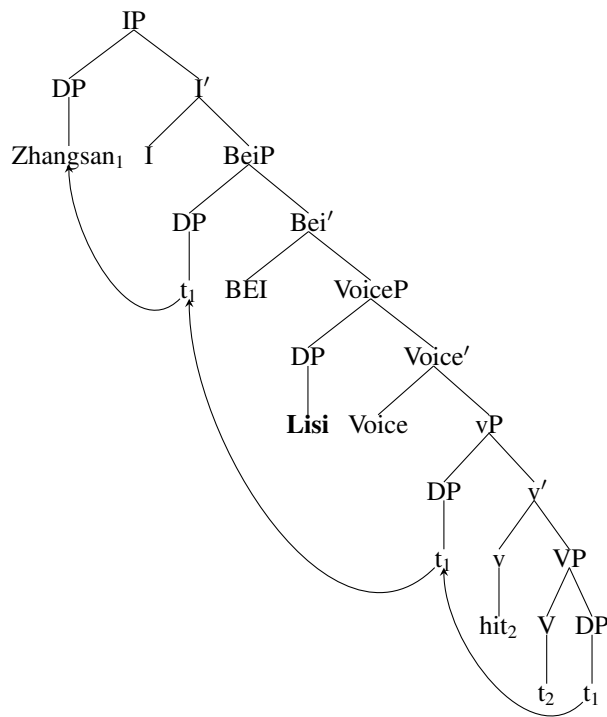 IP
DP I′
Zhangsan₁ I BeiP
DP Bei′
t₁ BEI VoiceP
DP Voice′
Lisi Voice vP
DP v′
t₁ v VP
hit₂ V DP
t₂ t₁